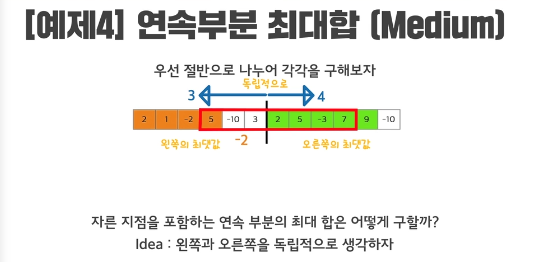 [예제4] 연속부분 최대합 (Medium)
우선 절반으로 나누어 각각을 구해보자
독립적으로
3 4
2 1 -2 5 -10 3 2 5 -3 7 9 -10
왼쪽의 최댓값 -2 오른쪽의 최댓값
자른 지점을 포함하는 연속 부분의 최대 합은 어떻게 구할까?
Idea : 왼쪽과 오른쪽을 독립적으로 생각하자